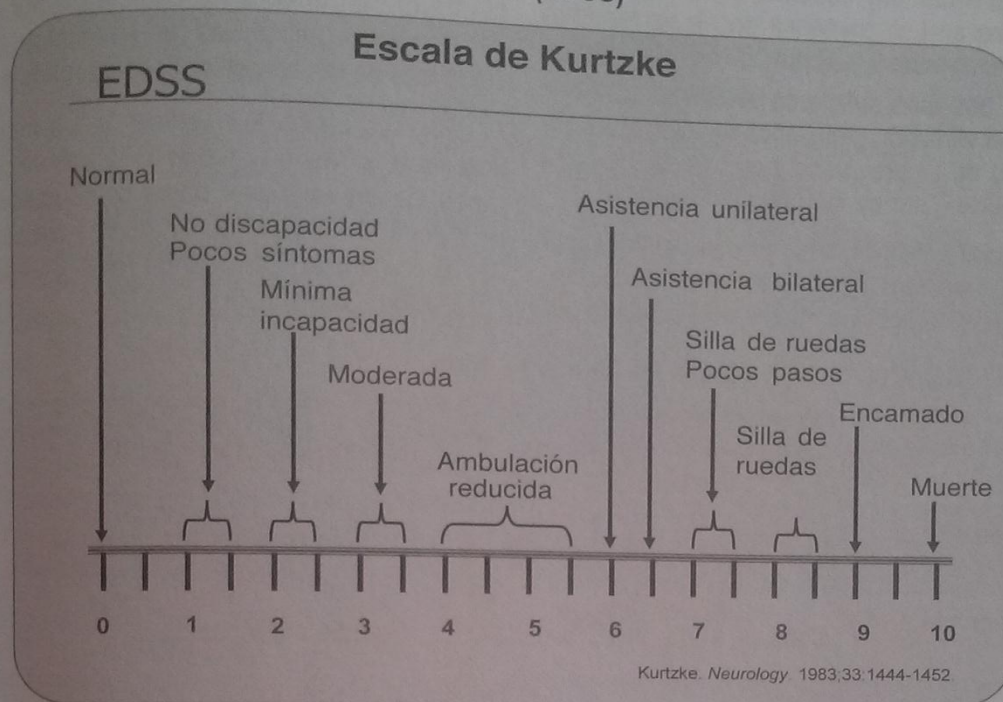 Escala de Kurtzke
EDSS
Normal
No discapacidad
Pocos síntomas
Mínima
incapacidad
Moderada
Ambulación
reducida
Asistencia unilateral
Asistencia bilateral
Silla de ruedas
Pocos pasos
Silla de
ruedas
Encamado
Muerte
0 1 2 3 4 5 6 7 8 9 10
Kurtzke. Neurology. 1983;33:1444-1452.